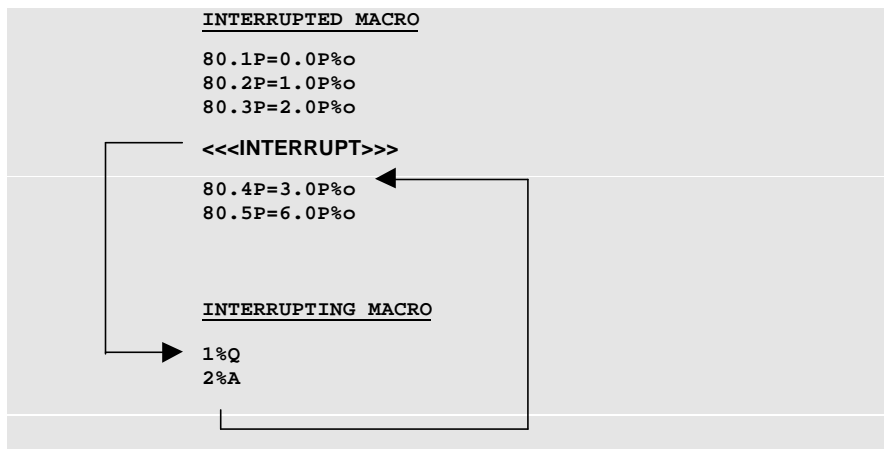 INTERRUPTED MACRO
80.1P=0.0P%o
80.2P=1.0P%o
80.3P=2.0P%o
<<<INTERRUPT>>>
80.4P=3.0P%o
80.5P=6.0P%o
INTERRUPTING MACRO
1%Q
2%A